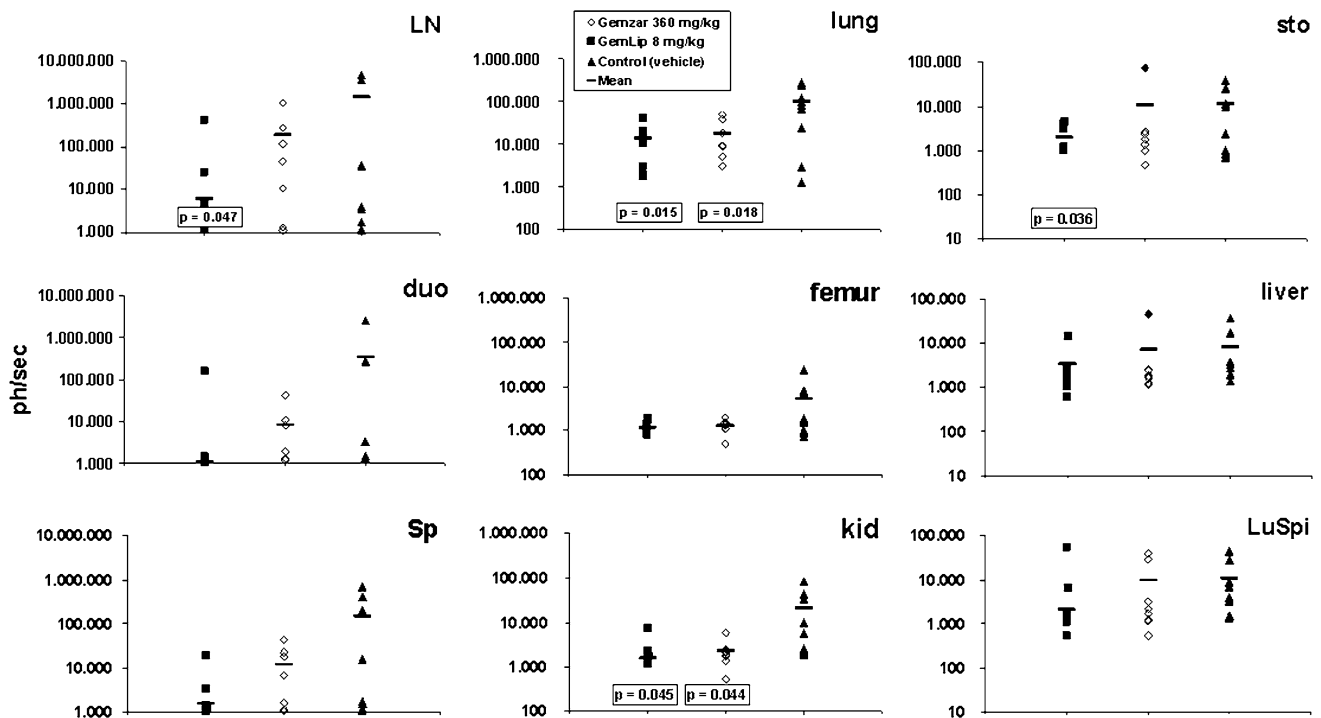 LN
10.000.000
1.000.000
100.000
10.000
1.000
p = 0.047
lung
Gemzar 360 mg/kg
GemLip 8 mg/kg
Control (vehicle)
Mean
1.000.000
100.000
10.000
1.000
100
p = 0.015
p = 0.018
sto
100.000
10.000
1.000
100
10
p = 0.036
ph/sec
duo
10.000.000
1.000.000
100.000
10.000
1.000
femur
1.000.000
100.000
10.000
1.000
100
liver
100.000
10.000
1.000
100
10
Sp
10.000.000
1.000.000
100.000
10.000
1.000
kid
1.000.000
100.000
10.000
1.000
100
p = 0.045
p = 0.044
LuSpi
100.000
10.000
1.000
100
10